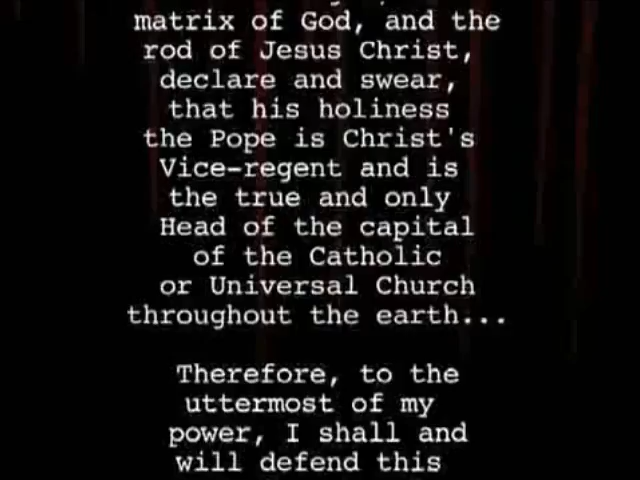 matrix of God, and the
rod of Jesus Christ,
declare and swear,
that his holiness
the Pope is Christ's
Vice-regent and is
the true and only
Head of the capital
of the Catholic
or Universal Church
throughout the earth...
Therefore, to the
uttermost of my
power, I shall and
will defend this